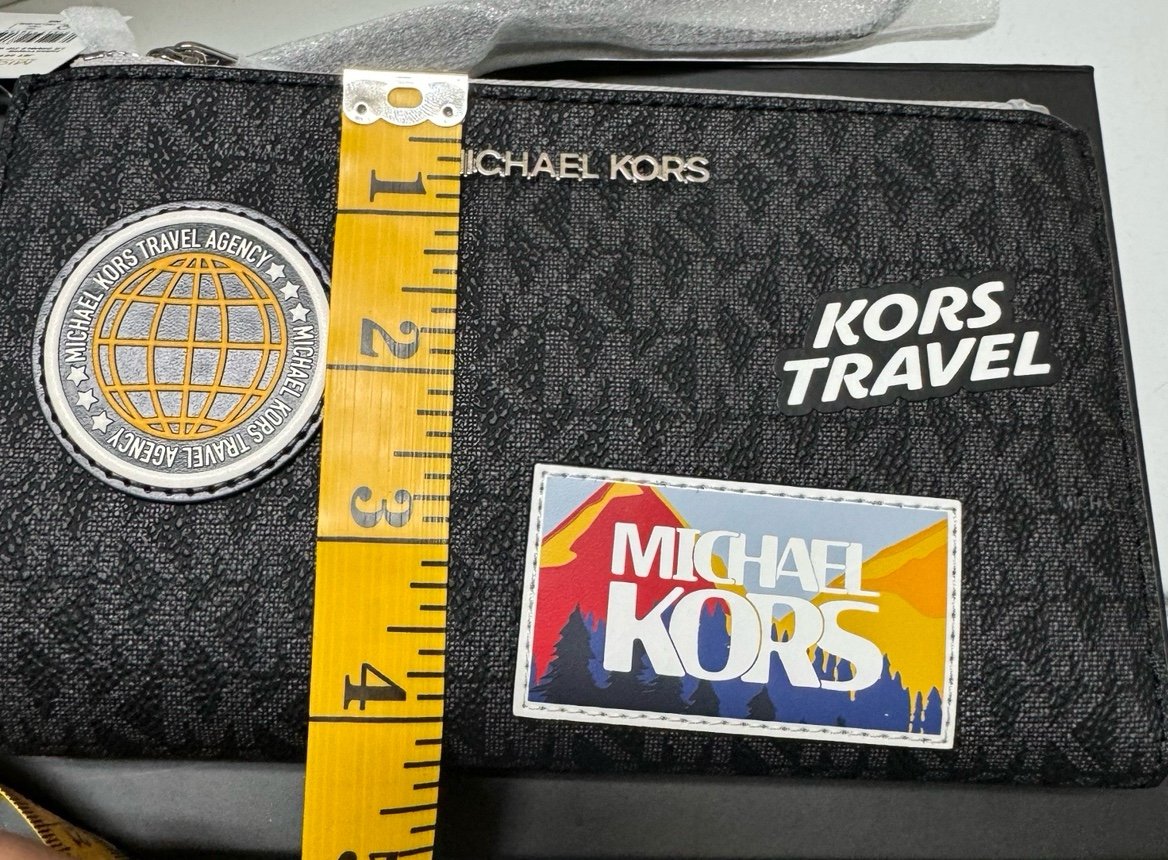 MICHAEL KORS
MICHAEL KORS TRAVEL AGENCY
MICHAEL KORS TRAVEL AGENCY
KORS
TRAVEL
MICHAEL
KORS
1
2
3
4